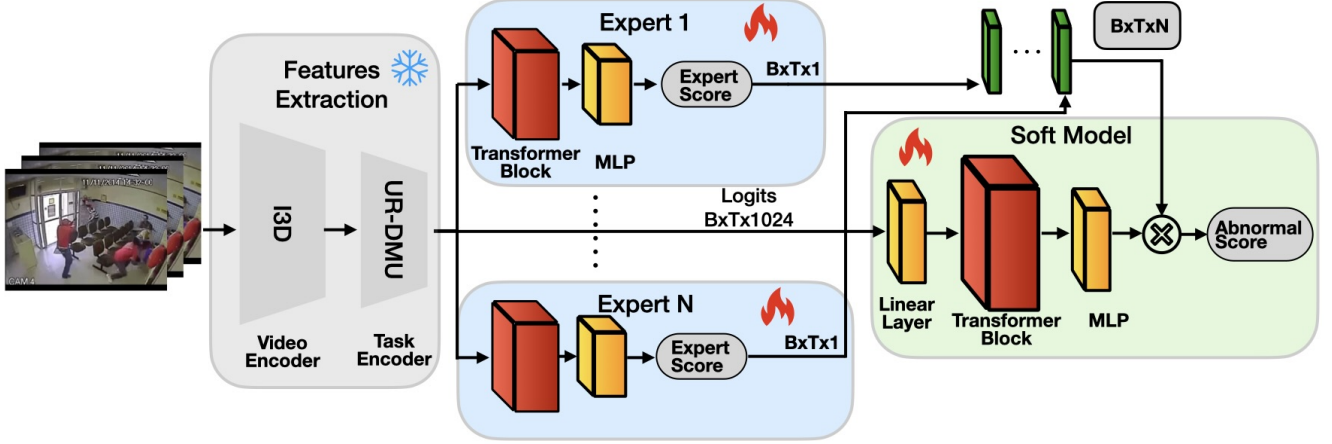 Features
Extraction
I3D
UR-DMU
Video
Encoder
Task
Encoder
CAM 4
Expert 1
Transformer
Block
MLP
Expert
Score
BxTx1
Logits
BxTx1024
Expert N
Expert
Score
BxTx1
BxTxN
Soft Model
Linear
Layer
Transformer
Block
MLP
Abnormal
Score